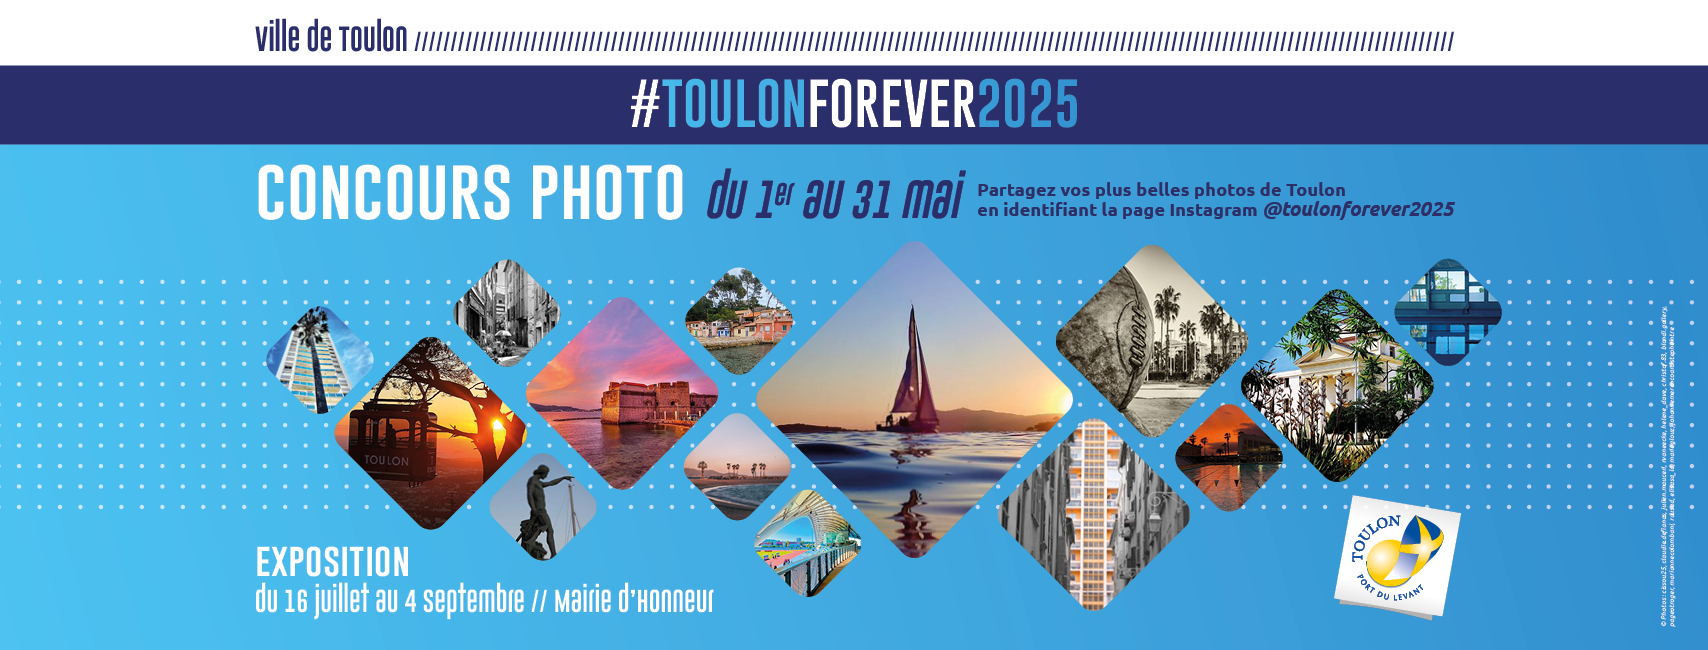 ville de Toulon
#TOULONFOREVER2025
CONCOURS PHOTO du 1er au 31 mai
Partagez vos plus belles photos de Toulon
en identifiant la page Instagram @toulonforever2025
TOULON
EXPOSITION
du 16 juillet au 4 septembre // Mairie d'Honneur
TOULON
PORT DU LEVANT